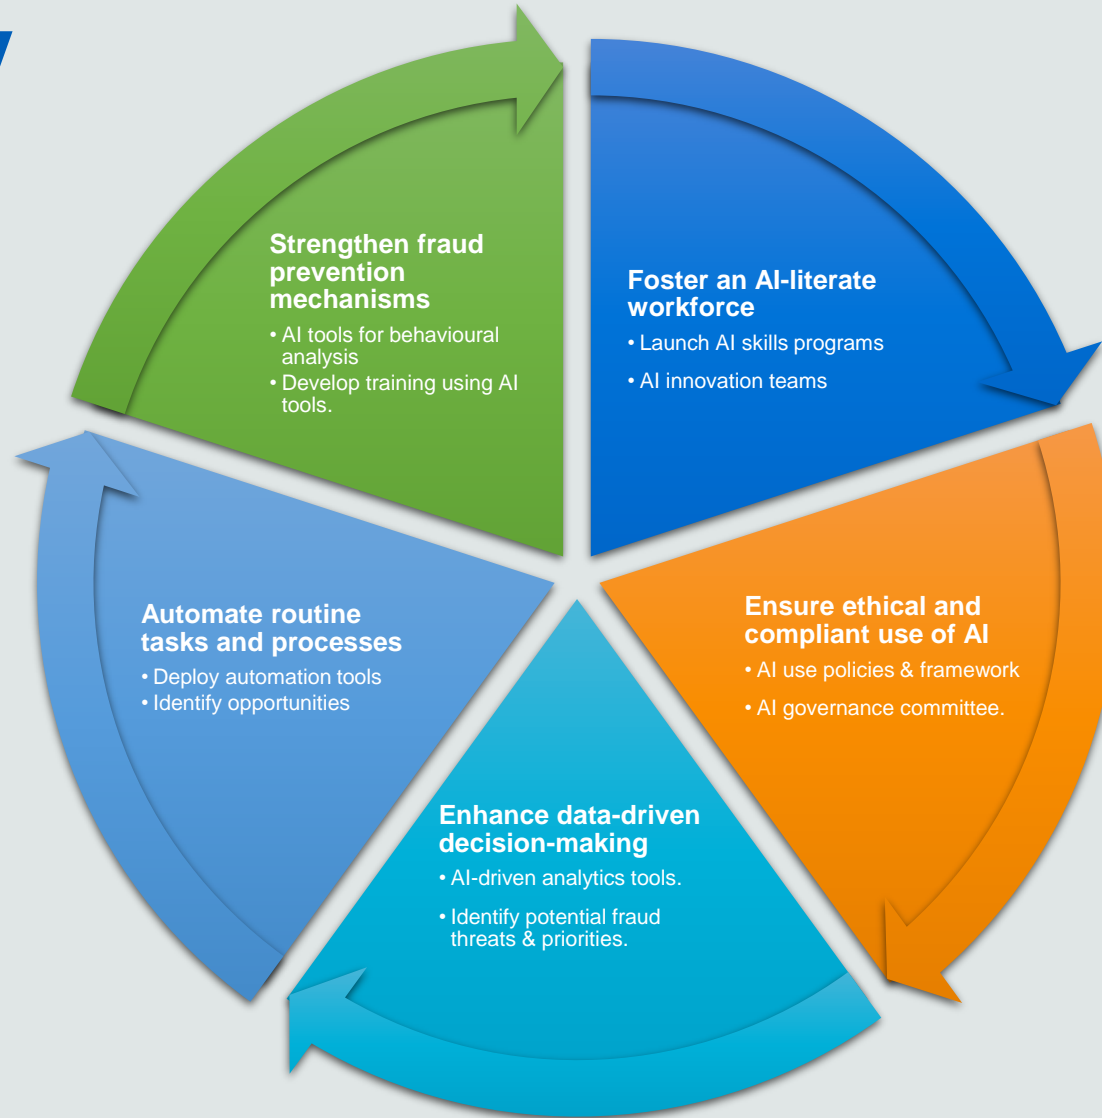 Strengthen fraud
prevention
mechanisms
• AI tools for behavioural
analysis
• Develop training using AI
tools.
Foster an AI-literate
workforce
• Launch AI skills programs
• AI innovation teams
Ensure ethical and
compliant use of AI
• AI use policies & framework
• AI governance committee.
Enhance data-driven
decision-making
• AI-driven analytics tools.
• Identify potential fraud
threats & priorities.
Automate routine
tasks and processes
• Deploy automation tools
• Identify opportunities